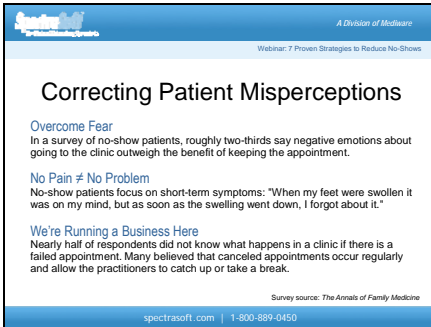 SpectraSoft
A Division of Mediware
Webinar: 7 Proven Strategies to Reduce No-Shows
Correcting Patient Misperceptions
Overcome Fear
In a survey of no-show patients, roughly two-thirds say negative emotions about
going to the clinic outweigh the benefit of keeping the appointment.
No Pain ≠ No Problem
No-show patients focus on short-term symptoms: "When my feet were swollen it
was on my mind, but as soon as the swelling went down, I forgot about it."
We're Running a Business Here
Nearly half of respondents did not know what happens in a clinic if there is a
failed appointment. Many believed that canceled appointments occur regularly
and allow the practitioners to catch up or take a break.
Survey source: The Annals of Family Medicine
spectrasoft.com | 1-800-889-0450